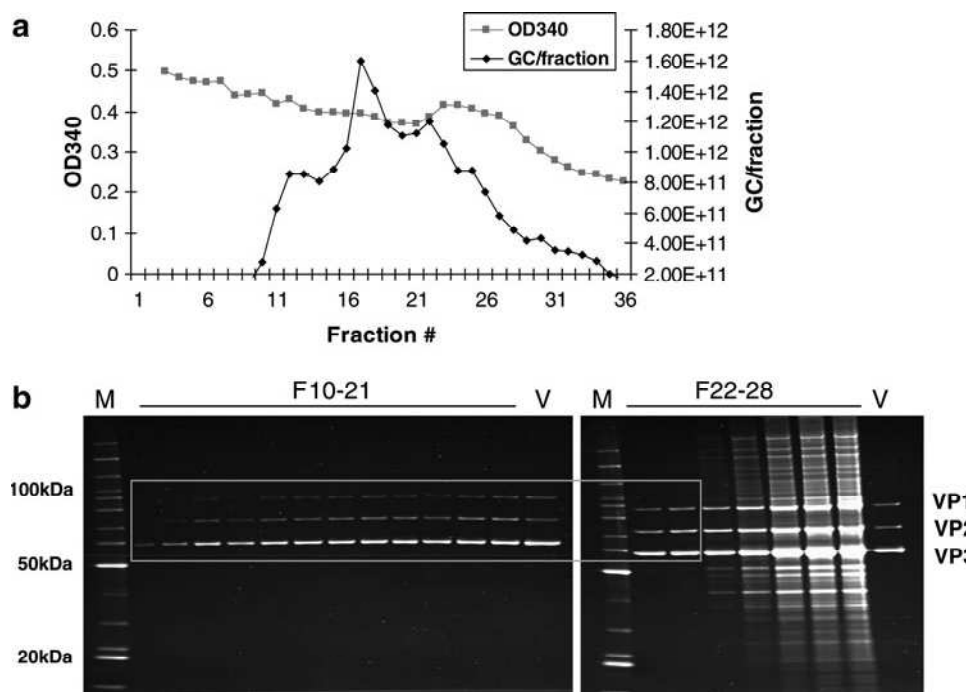 a
OD340
GC/fraction
0.6
0.5
0.4
0.3
0.2
0.1
0
OD340
1.80E+12
1.60E+12
1.40E+12
1.20E+12
1.00E+12
8.00E+11
6.00E+11
4.00E+11
2.00E+11
GC/fraction
1 6 11 16 21 26 31 36
Fraction #
b
M F10-21 V M F22-28 V
100kDa
50kDa
20kDa
VP1
VP2
VP3